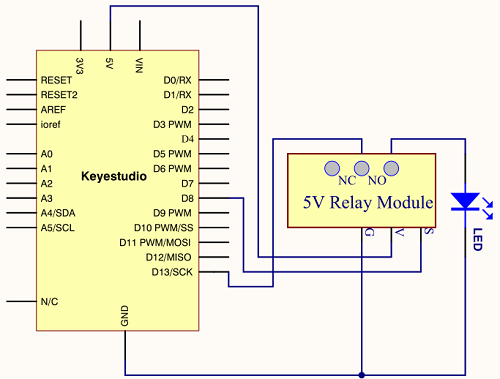 3V3
5V
VIN
RESET
RESET2
AREF
ioref
A0
A1
A2
A3
A4/SDA
A5/SCL
N/C
Keyestudio
D0/RX
D1/RX
D2
D3 PWM
D4
D5 PWM
D6 PWM
D7
D8
D9 PWM
D10 PWM/SS
D11 PWM/MOSI
D12/MISO
D13/SCK
GND
NC NO
5V Relay Module
G
V
S
LED